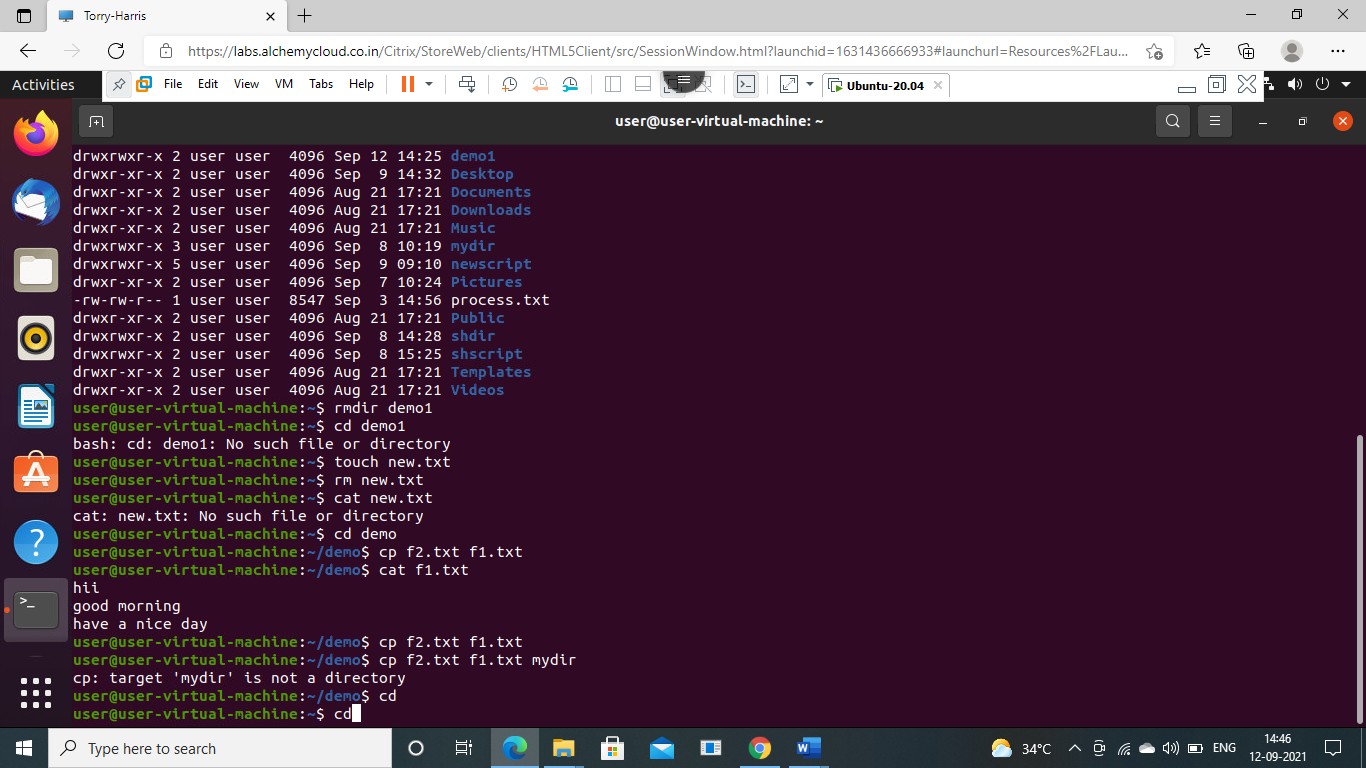 Torry-Harris
https://labs.alchemycloud.co.in/Citrix/StoreWeb/clients/HTML5Client/src/SessionWindow.html?launchid=1631436666933#launchurl=Resources%2FLau...
Activities
File Edit View VM Tabs Help
Ubuntu-20.04
user@user-virtual-machine: ~
drwxrwxr-x 2 user user  4096 Sep 12 14:25 demo1
drwxr-xr-x 2 user user  4096 Sep  9 14:32 Desktop
drwxr-xr-x 2 user user  4096 Aug 21 17:21 Documents
drwxr-xr-x 2 user user  4096 Aug 21 17:21 Downloads
drwxr-xr-x 2 user user  4096 Aug 21 17:21 Music
drwxrwxr-x 3 user user  4096 Sep  8 10:19 mydir
drwxrwxr-x 5 user user  4096 Sep  9 09:10 newscript
drwxr-xr-x 2 user user  4096 Sep  7 10:24 Pictures
-rw-rw-r-- 1 user user  8547 Sep  3 14:56 process.txt
drwxr-xr-x 2 user user  4096 Aug 21 17:21 Public
drwxrwxr-x 2 user user  4096 Sep  8 14:28 shdir
drwxrwxr-x 2 user user  4096 Sep  8 15:25 shscript
drwxr-xr-x 2 user user  4096 Aug 21 17:21 Templates
drwxr-xr-x 2 user user  4096 Aug 21 17:21 Videos
user@user-virtual-machine:~$ rmdir demo1
user@user-virtual-machine:~$ cd demo1
bash: cd: demo1: No such file or directory
user@user-virtual-machine:~$ touch new.txt
user@user-virtual-machine:~$ rm new.txt
user@user-virtual-machine:~$ cat new.txt
cat: new.txt: No such file or directory
user@user-virtual-machine:~$ cd demo
user@user-virtual-machine:~/demo$ cp f2.txt f1.txt
user@user-virtual-machine:~/demo$ cat f1.txt
hii
good morning
have a nice day
user@user-virtual-machine:~/demo$ cp f2.txt f1.txt
user@user-virtual-machine:~/demo$ cp f2.txt f1.txt mydir
cp: target 'mydir' is not a directory
user@user-virtual-machine:~/demo$ cd
user@user-virtual-machine:~$ cd
Type here to search
34°C
ENG
14:46
12-09-2021